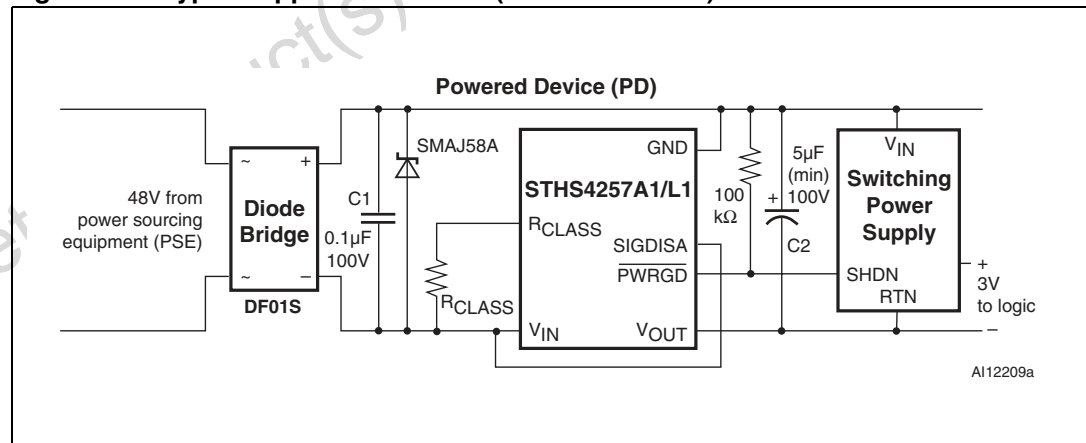 Powered Device (PD)
48V from
power sourcing
equipment (PSE)
~ +
Diode
Bridge
~ –
DF01S
C1
0.1µF
100V
SMAJ58A
RCLASS
STHS4257A1/L1
GND
RCLASS
SIGDISA
PWRGD
VIN
VOUT
100
kΩ
5µF
(min)
+ 100V
C2
VIN
Switching
Power
Supply
SHDN
RTN
+
3V
to logic
–
AI12209a